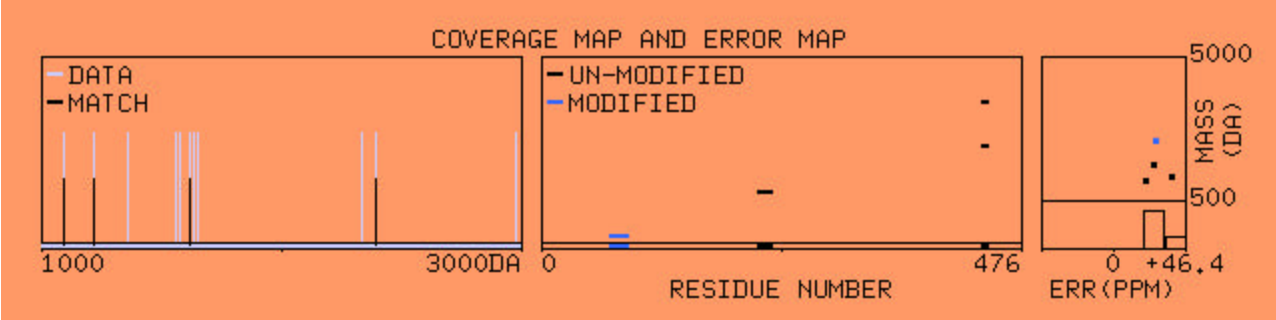 COVERAGE MAP AND ERROR MAP
DATA
MATCH
UN-MODIFIED
MODIFIED
5000
MASS
(DA)
500
1000
3000DA
0
476
0
+46.4
RESIDUE NUMBER
ERR(PPM)